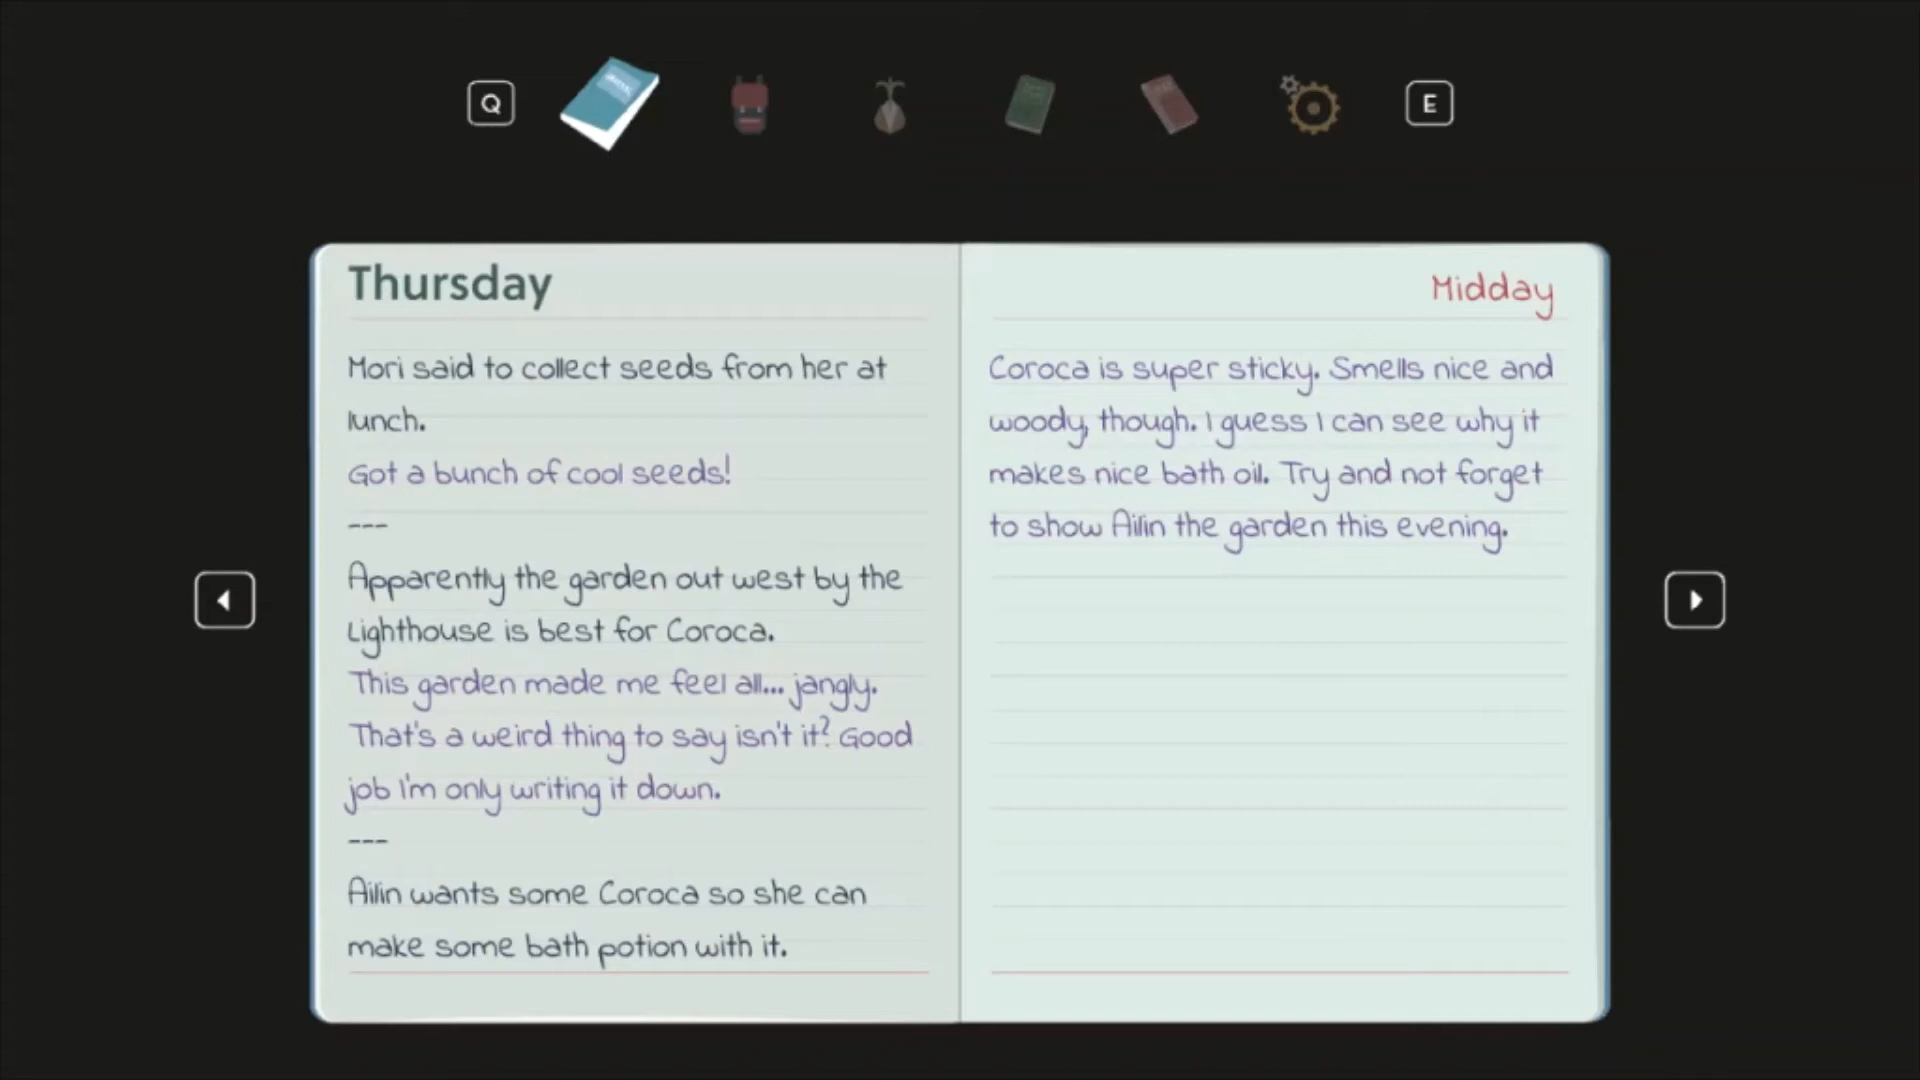 Q
E
Thursday
Mori said to collect seeds from her at
lunch.
Got a bunch of cool seeds!
---
Apparently the garden out west by the
Lighthouse is best for Coroca.
This garden made me feel all... jangly.
That's a weird thing to say isn't it? Good
job I'm only writing it down.
---
Ailin wants some Coroca so she can
make some bath potion with it.
Midday
Coroca is super sticky. Smells nice and
woody, though. I guess I can see why it
makes nice bath oil. Try and not forget
to show Ailin the garden this evening.